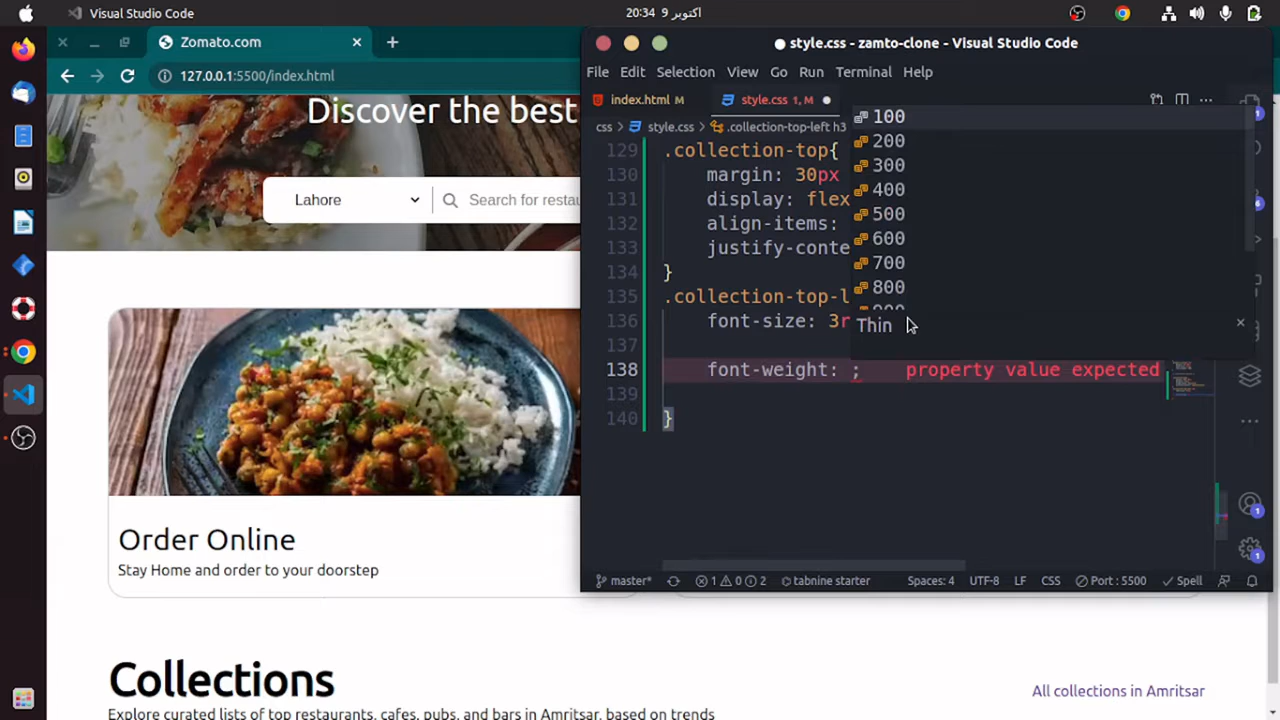 Visual Studio Code
اكتوبر 9 20:34
Zomato.com
127.0.0.1:5500/index.html
Discover the best
Lahore
Search for restau
Order Online
Stay Home and order to your doorstep
Collections
Explore curated lists of top restaurants, cafes, pubs, and bars in Amritsar, based on trends
All collections in Amritsar
style.css - zamto-clone - Visual Studio Code
File Edit Selection View Go Run Terminal Help
index.html M
style.css 1, M
css > style.css > .collection-top-left h3
129 .collection-top{
130 margin: 30px
131 display: flex
132 align-items:
133 justify-conte
134 }
135 .collection-top-l
136 font-size: 3r
137
138 font-weight: ; property value expected
139
140 }
100
200
300
400
500
600
700
800
900
Thin
master* 1 0 2 tabnine starter Spaces: 4 UTF-8 LF CSS Port : 5500 Spell